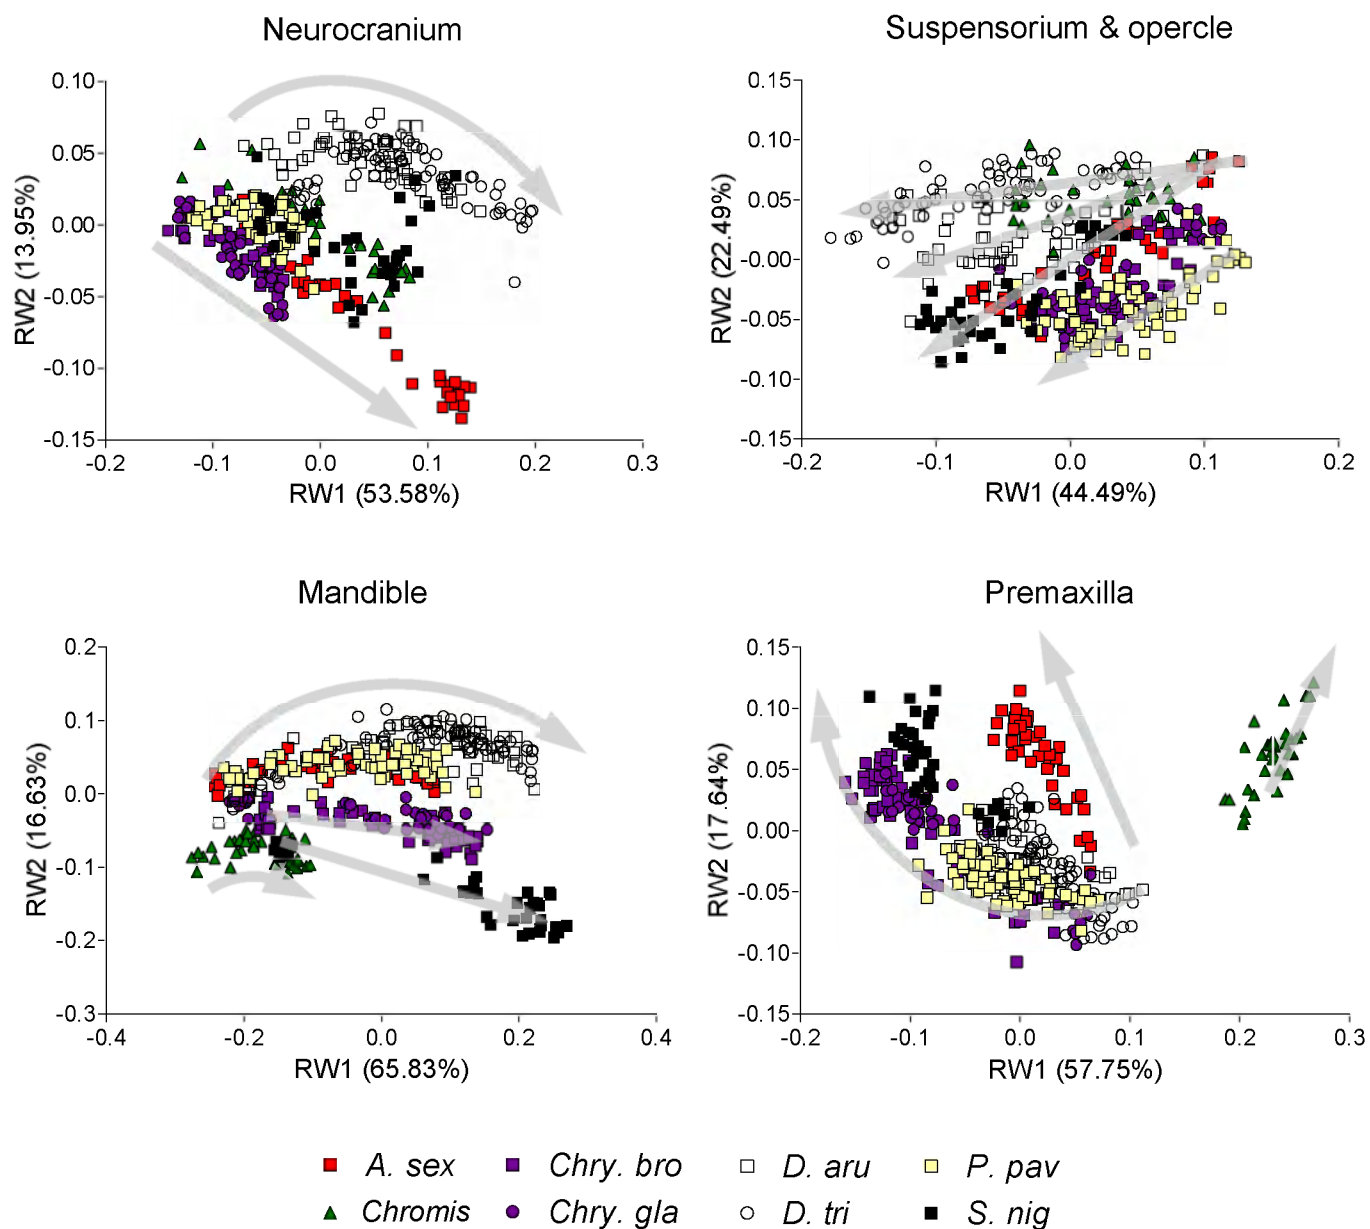 Neurocranium
Suspensorium & opercle
0.10
0.05
0.00
-0.05
-0.10
-0.15
RW2 (13.95%)
-0.2 -0.1 0.0 0.1 0.2 0.3
RW1 (53.58%)
0.15
0.10
0.05
-0.00
-0.05
-0.10
-0.15
RW2 (22.49%)
-0.2 -0.1 0.0 0.1 0.2
RW1 (44.49%)
Mandible
Premaxilla
0.2
0.1
0.0
-0.1
-0.2
-0.3
RW2 (16.63%)
-0.4 -0.2 0.0 0.2 0.4
RW1 (65.83%)
0.15
0.10
0.05
0.00
-0.05
-0.10
-0.15
RW2 (17.64%)
-0.2 -0.1 0.0 0.1 0.2 0.3
RW1 (57.75%)
A. sex Chry. bro D. aru P. pav
Chromis Chry. gla D. tri S. nig